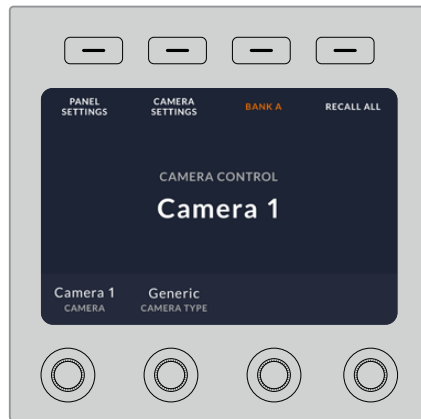 PANEL
SETTINGS
CAMERA
SETTINGS
BANK A
RECALL ALL
CAMERA CONTROL
Camera 1
Camera 1
CAMERA
Generic
CAMERA TYPE